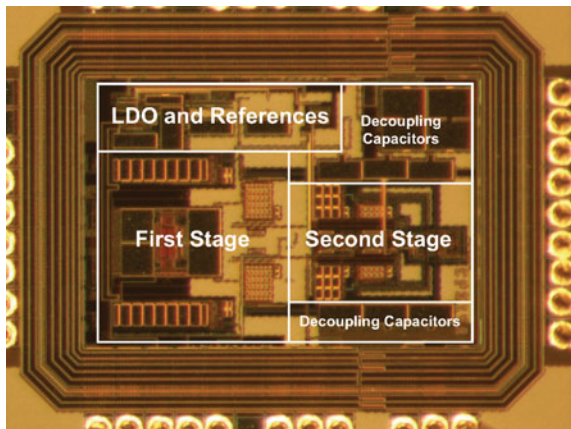 LDO and References
Decoupling
Capacitors
First Stage
Second Stage
Decoupling Capacitors